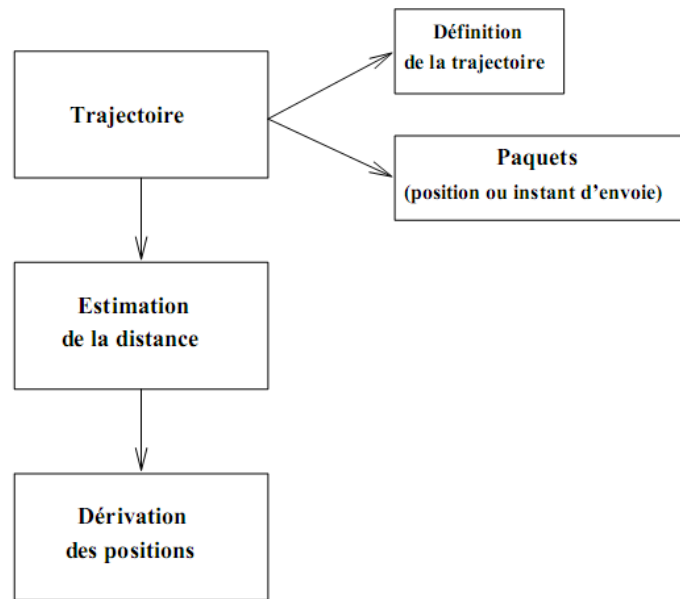 Définition
de la trajectoire
Trajectoire
Paquets
(position ou instant d'envoie)
Estimation
de la distance
Dérivation
des positions